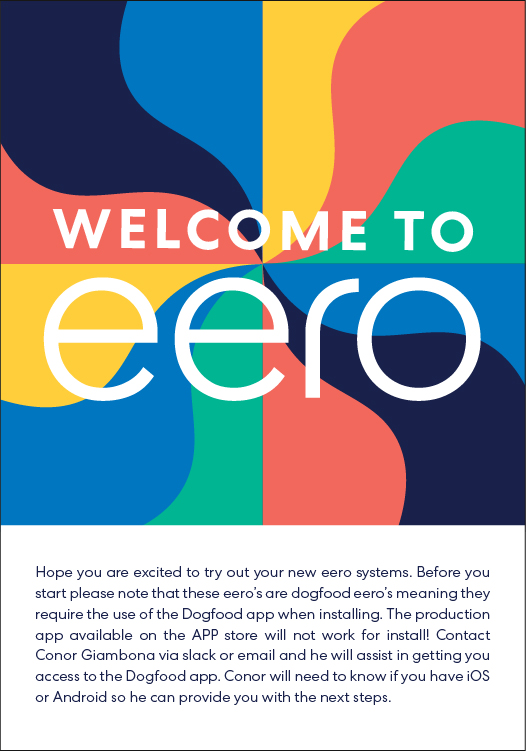 WELCOME TO
eero
Hope you are excited to try out your new eero systems. Before you
start please note that these eero's are dogfood eero's meaning they
require the use of the Dogfood app when installing. The production
app available on the APP store will not work for install! Contact
Conor Giambona via slack or email and he will assist in getting you
access to the Dogfood app. Conor will need to know if you have iOS
or Android so he can provide you with the next steps.